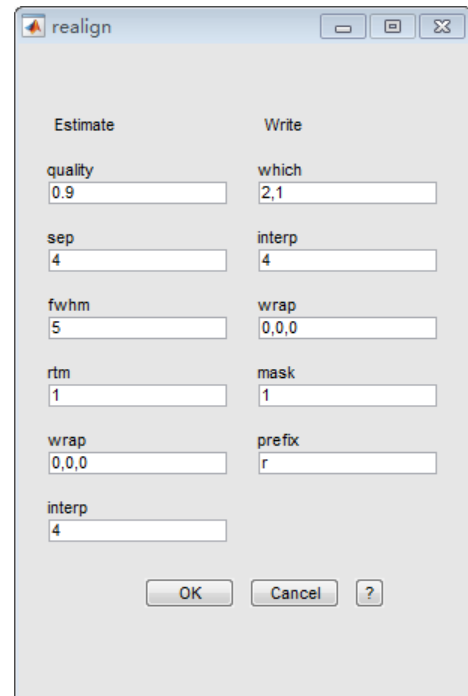 realign
Estimate Write
quality which
0.9 2,1
sep interp
4 4
fwhm wrap
5 0,0,0
rtm mask
1 1
wrap prefix
0,0,0 r
interp
4
OK Cancel ?